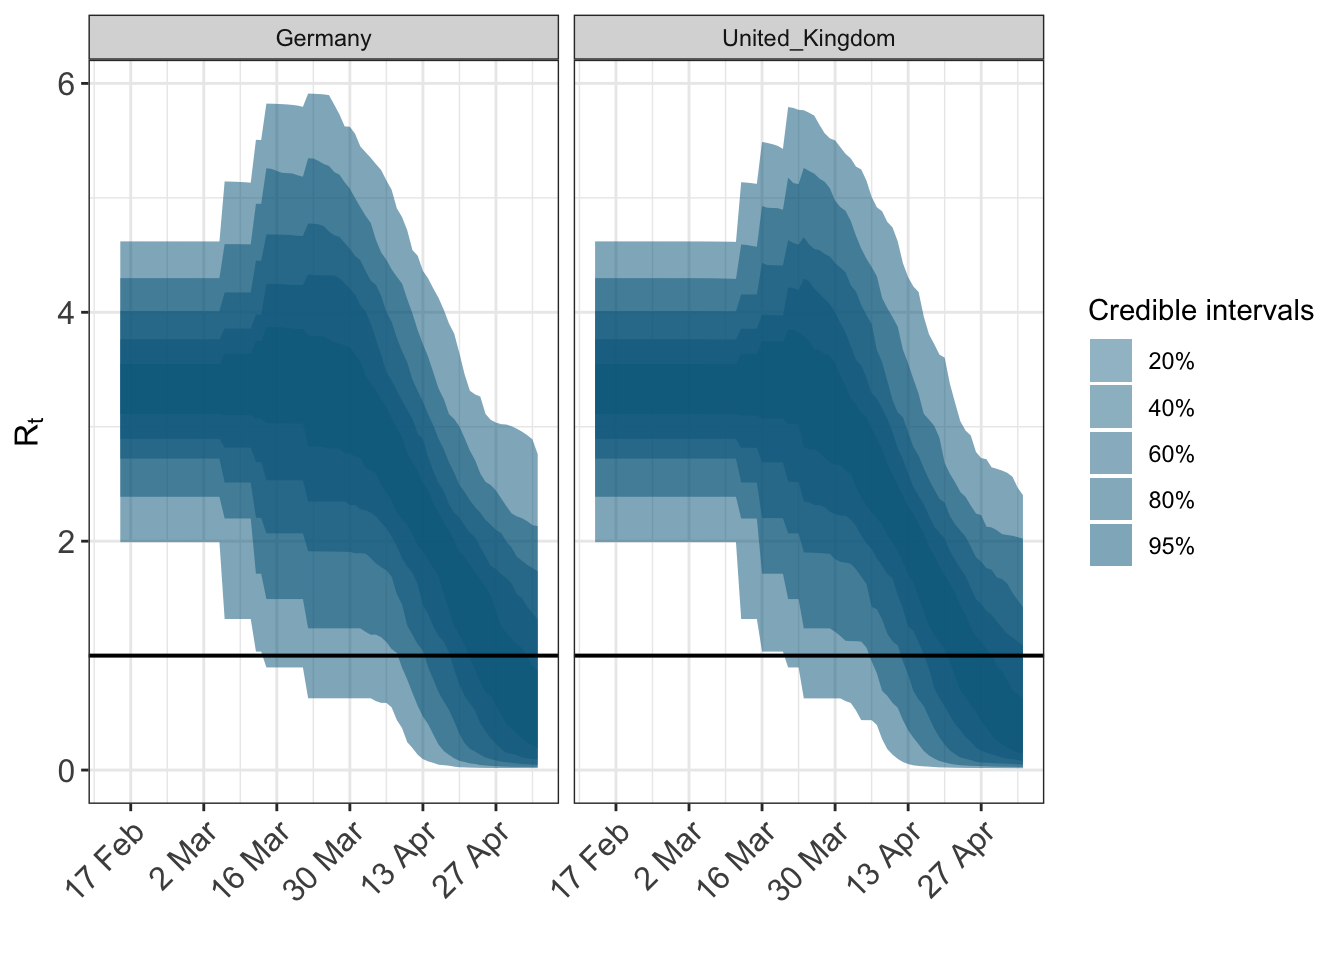 Germany
United_Kingdom
6
4
2
0
Rt
17 Feb
2 Mar
16 Mar
30 Mar
13 Apr
27 Apr
17 Feb
2 Mar
16 Mar
30 Mar
13 Apr
27 Apr
Credible intervals
20%
40%
60%
80%
95%